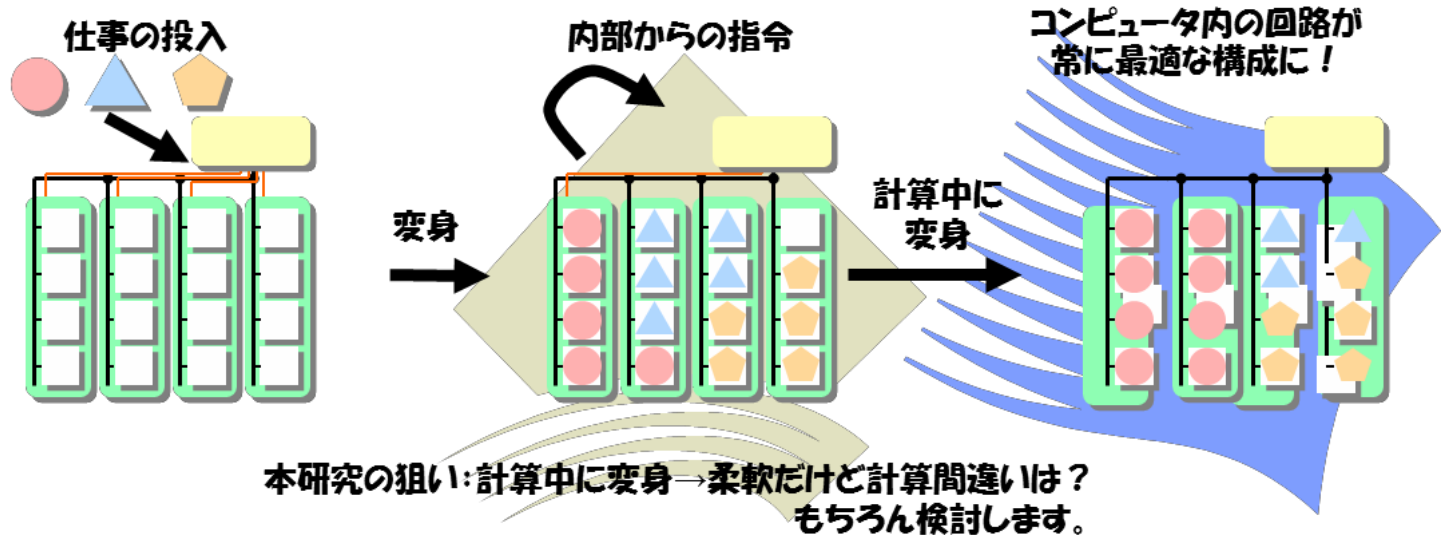 仕事の投入
内部からの指令
コンピュータ内の回路が
常に最適な構成に!
変身
計算中に
変身
本研究の狙い:計算中に変身→柔軟だけど計算間違いは?
もちろん検討します。